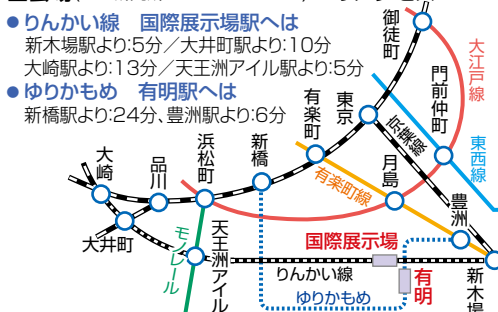 ●りんかい線 国際展示場駅へは
新木場駅より:5分／大井町駅より:10分
大崎駅より:13分／天王洲アイル駅より:5分
●ゆりかもめ 有明駅へは
新橋駅より:24分、豊洲駅より:6分
御徒町
大江戸線
門前仲町
東京
有楽町
京葉線
東西線
新橋
浜松町
品川
大崎
有楽町線
月島
豊洲
大井町
モノレール
天王洲アイル
国際展示場
りんかい線
有明
ゆりかもめ
新木場